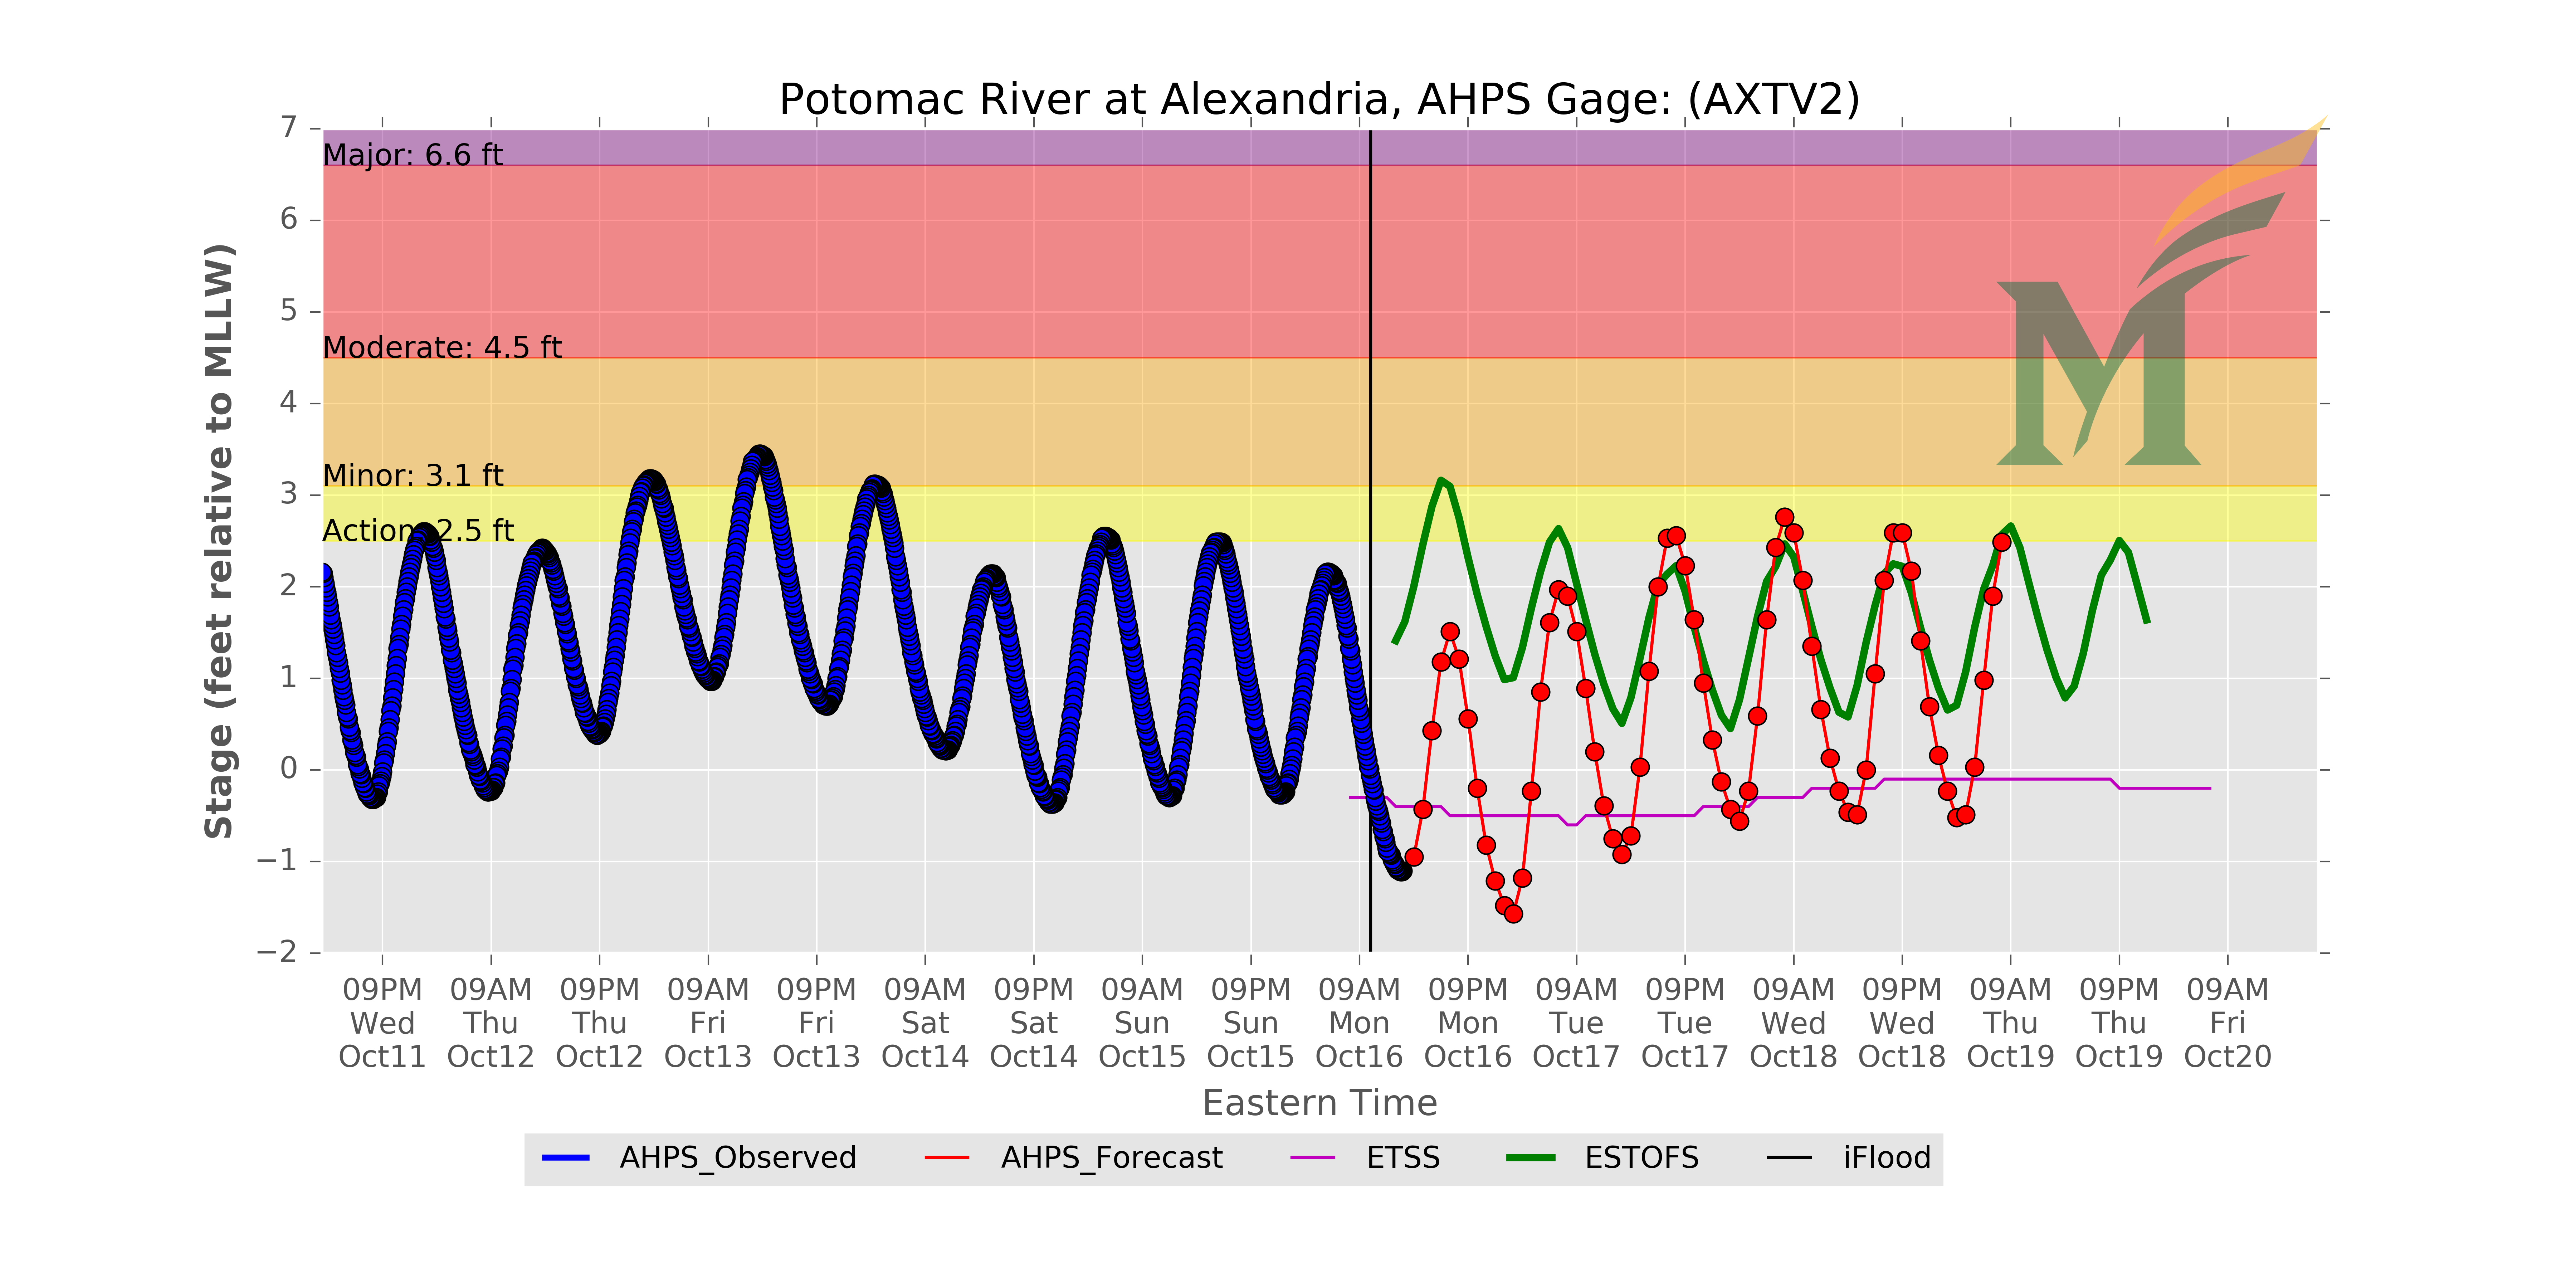 Potomac River at Alexandria, AHPS Gage: (AXTV2)
Stage (feet relative to MLLW)
7
6
5
4
3
2
1
0
−1
−2
Major: 6.6 ft
Moderate: 4.5 ft
Minor: 3.1 ft
Action: 2.5 ft
M
09PM 09AM 09PM 09AM 09PM 09AM 09PM 09AM 09PM 09AM 09PM 09AM 09PM 09AM 09PM 09AM 09PM 09AM
Wed Thu Thu Fri Fri Sat Sat Sun Sun Mon Mon Tue Tue Wed Wed Thu Thu Fri
Oct11 Oct12 Oct12 Oct13 Oct13 Oct14 Oct14 Oct15 Oct15 Oct16 Oct16 Oct17 Oct17 Oct18 Oct18 Oct19 Oct19 Oct20
Eastern Time
AHPS_Observed AHPS_Forecast ETSS ESTOFS iFlood